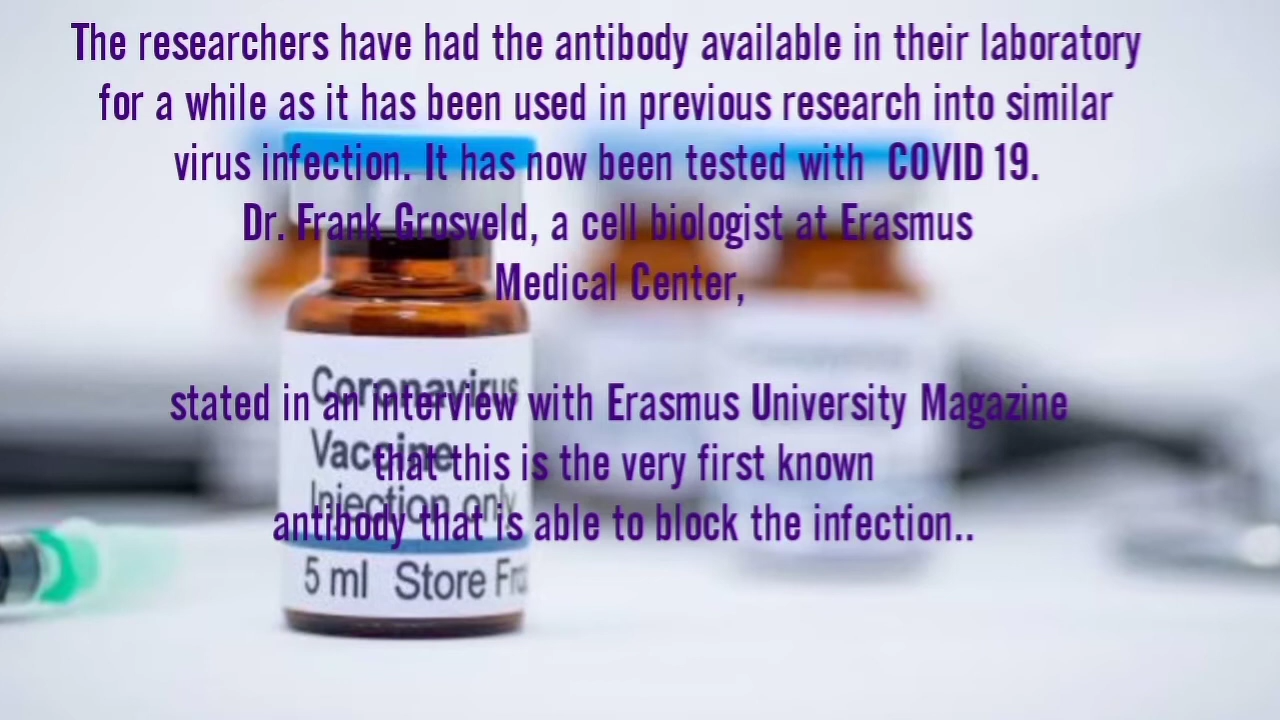 The researchers have had the antibody available in their laboratory
for a while as it has been used in previous research into similar
virus infection. It has now been tested with COVID 19.
Dr. Frank Grosveld, a cell biologist at Erasmus
Medical Center,
stated in an interview with Erasmus University Magazine
that this is the very first known
antibody that is able to block the infection..
Coronavirus
Vaccine
Injection only
5 ml Store